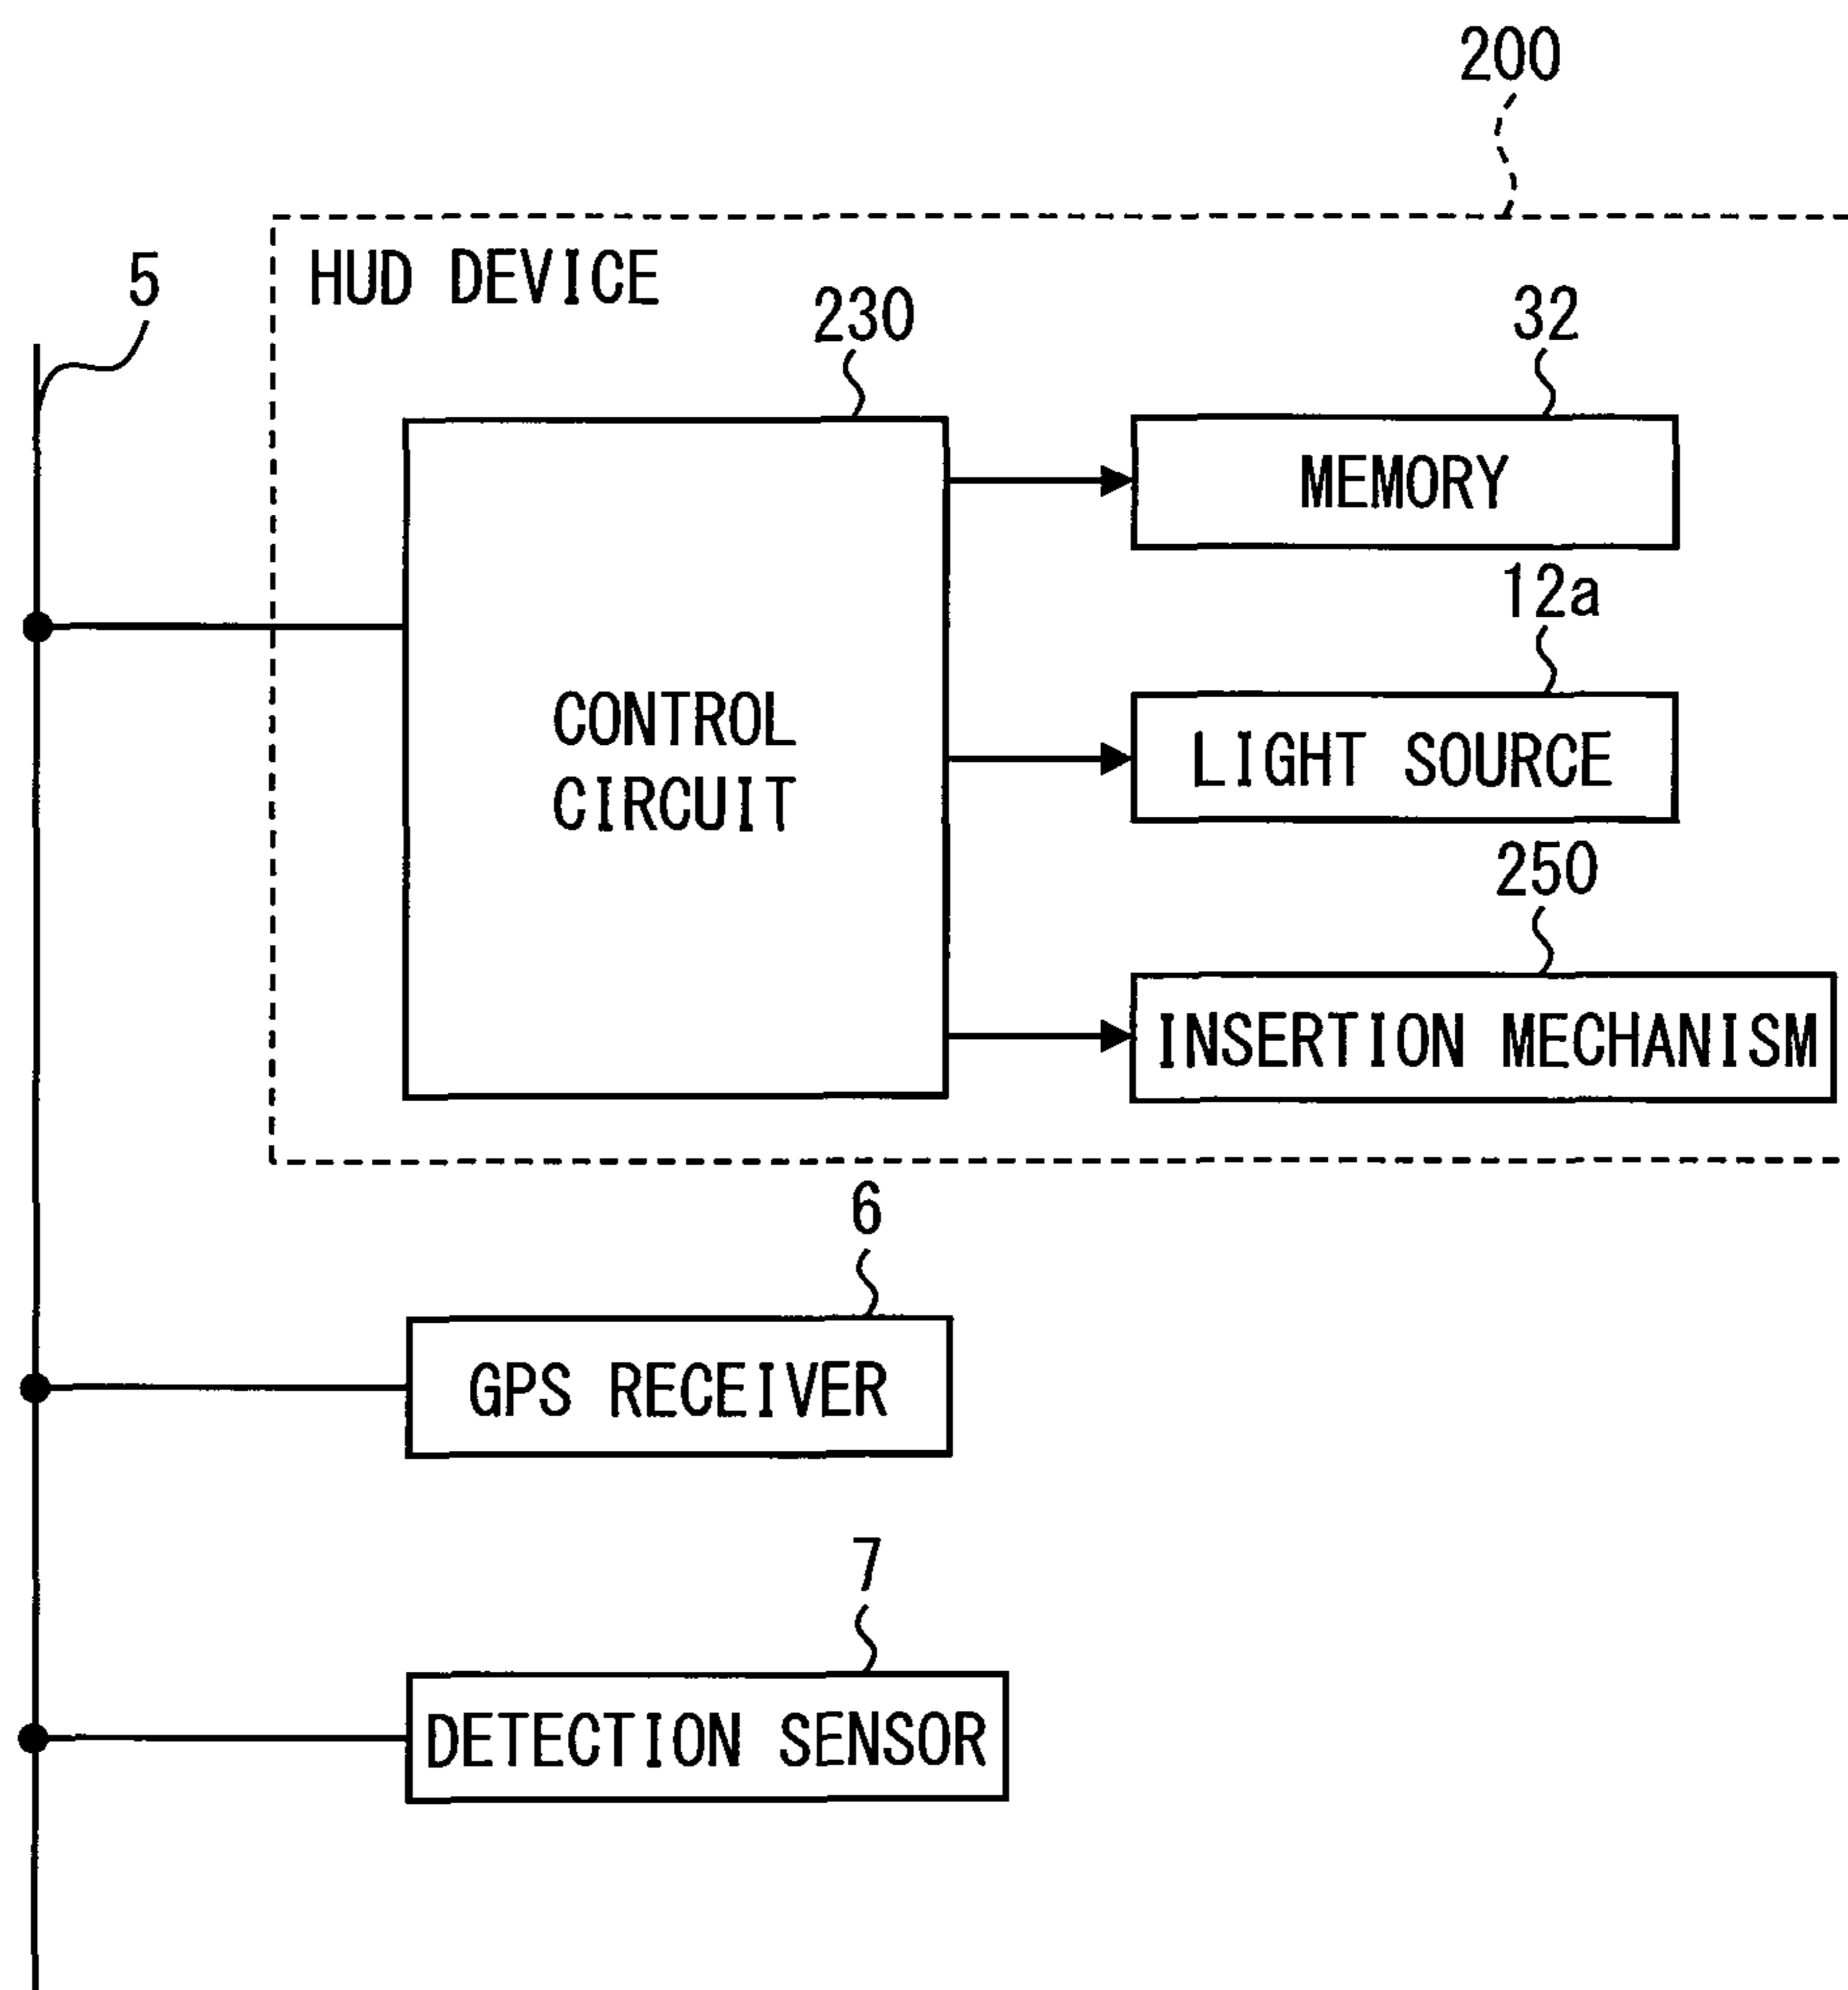 200
5
HUD DEVICE
230
32
MEMORY
12a
CONTROL
CIRCUIT
LIGHT SOURCE
250
INSERTION MECHANISM
6
GPS RECEIVER
7
DETECTION SENSOR